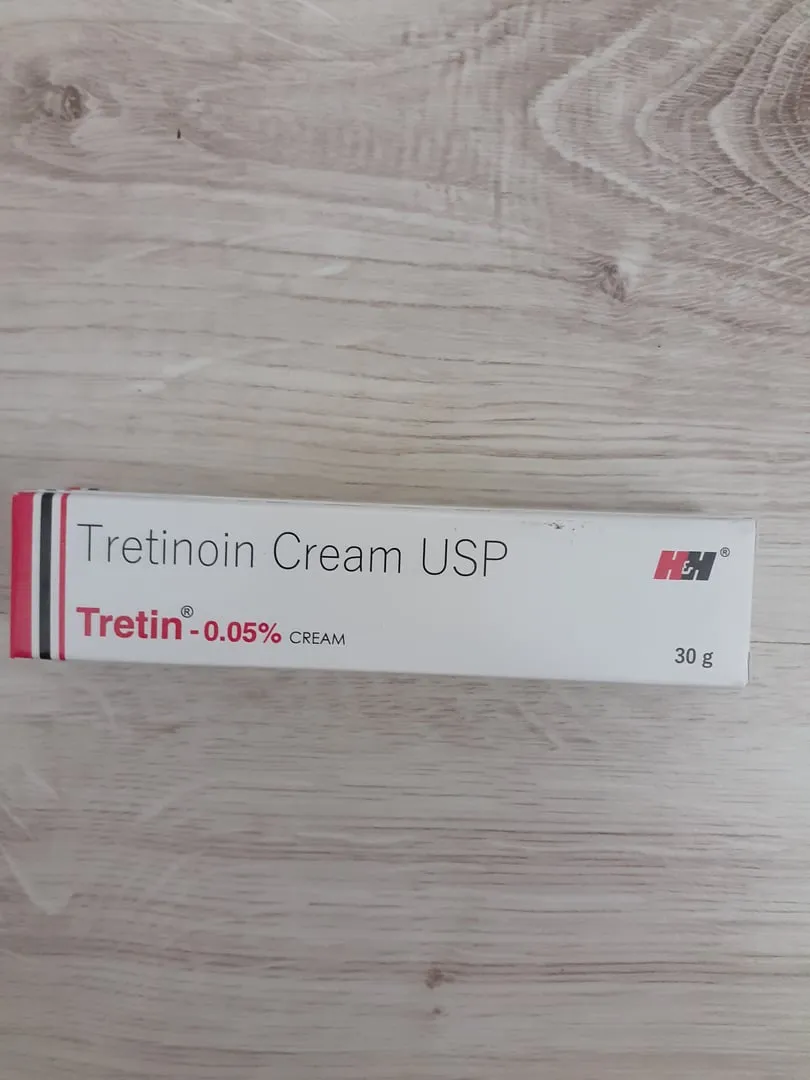 Tretinoin Cream USP
Tretin® - 0.05% CREAM
H&H®
30 g